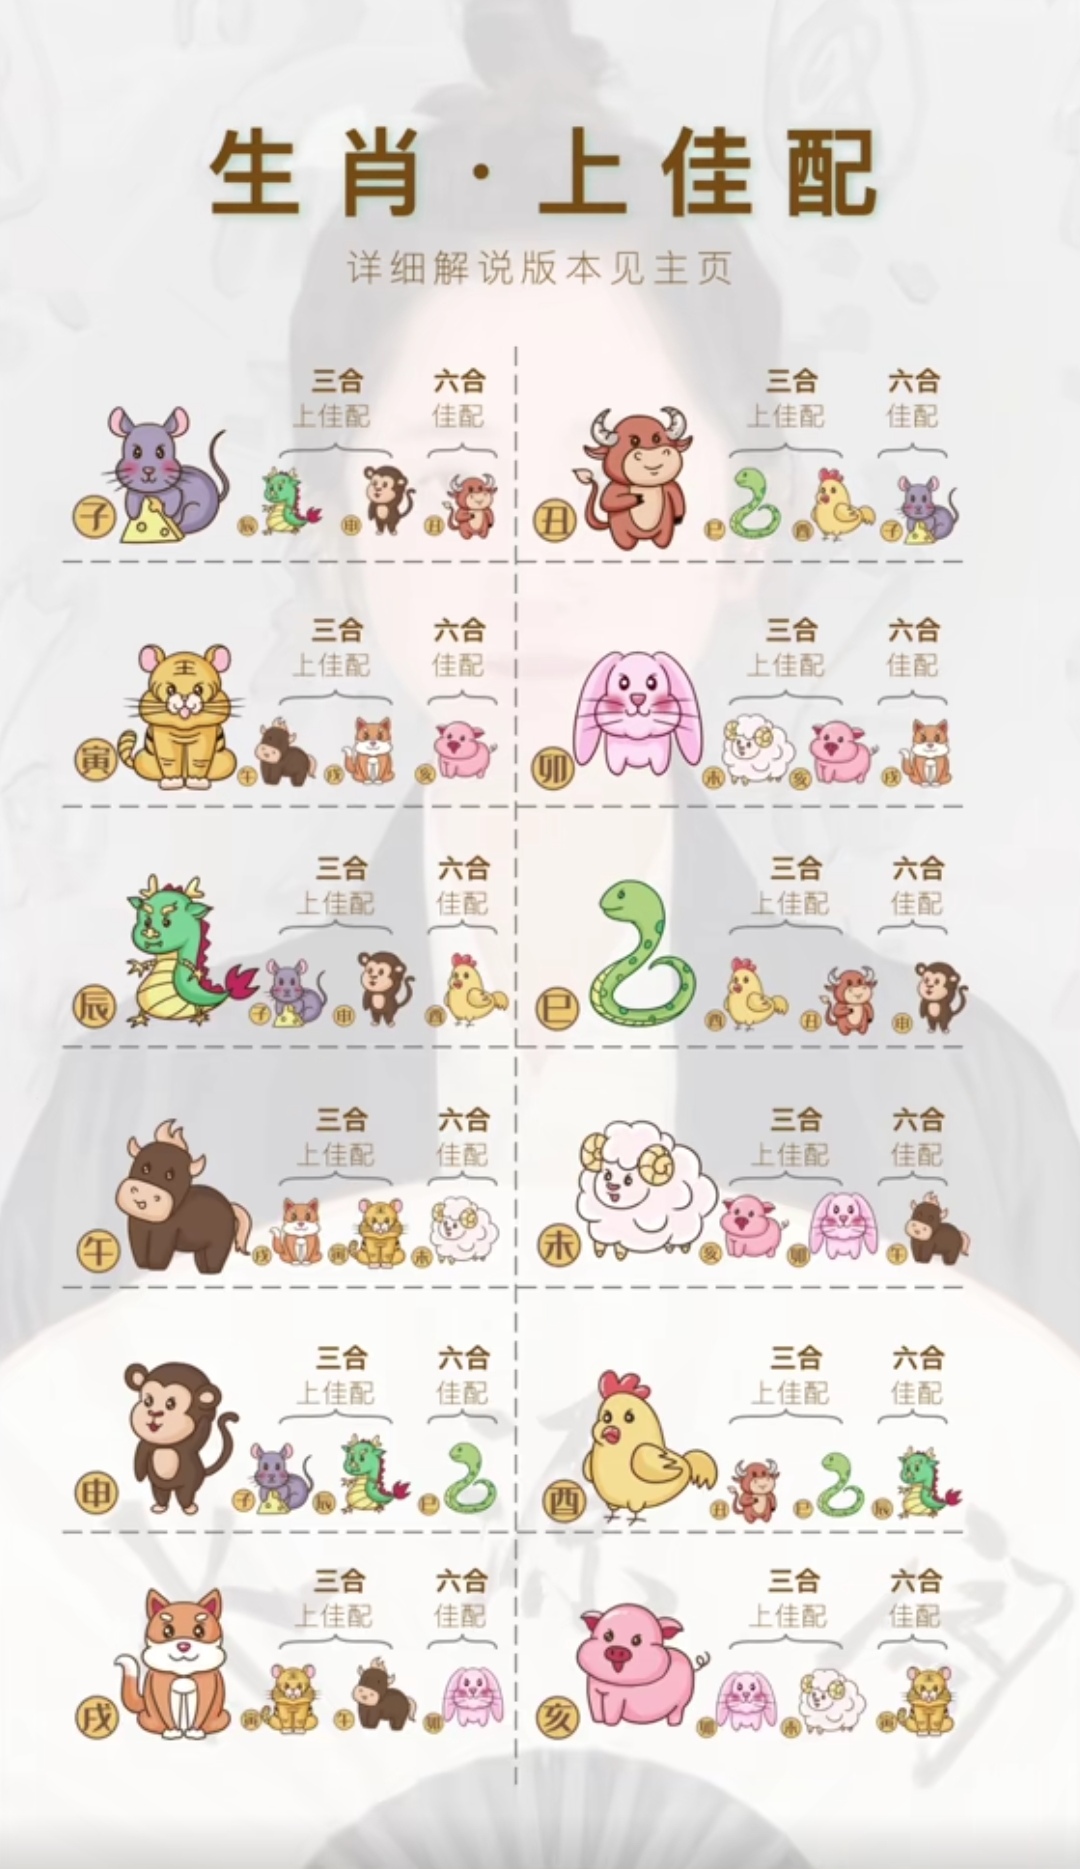 生肖·上佳配
详细解说版本见主页
三合 六合
上佳配 佳配
子 辰 申 丑
三合 六合
上佳配 佳配
丑 巳 酉 子
三合 六合
上佳配 佳配
寅 午 戌 亥
三合 六合
上佳配 佳配
卯 未 亥 戌
三合 六合
上佳配 佳配
辰 子 申 酉
三合 六合
上佳配 佳配
巳 酉 丑 申
三合 六合
上佳配 佳配
午 戌 寅 未
三合 六合
上佳配 佳配
未 亥 卯 午
三合 六合
上佳配 佳配
申 子 辰 巳
三合 六合
上佳配 佳配
酉 丑 巳 辰
三合 六合
上佳配 佳配
戌 寅 午 卯
三合 六合
上佳配 佳配
亥 卯 未 寅